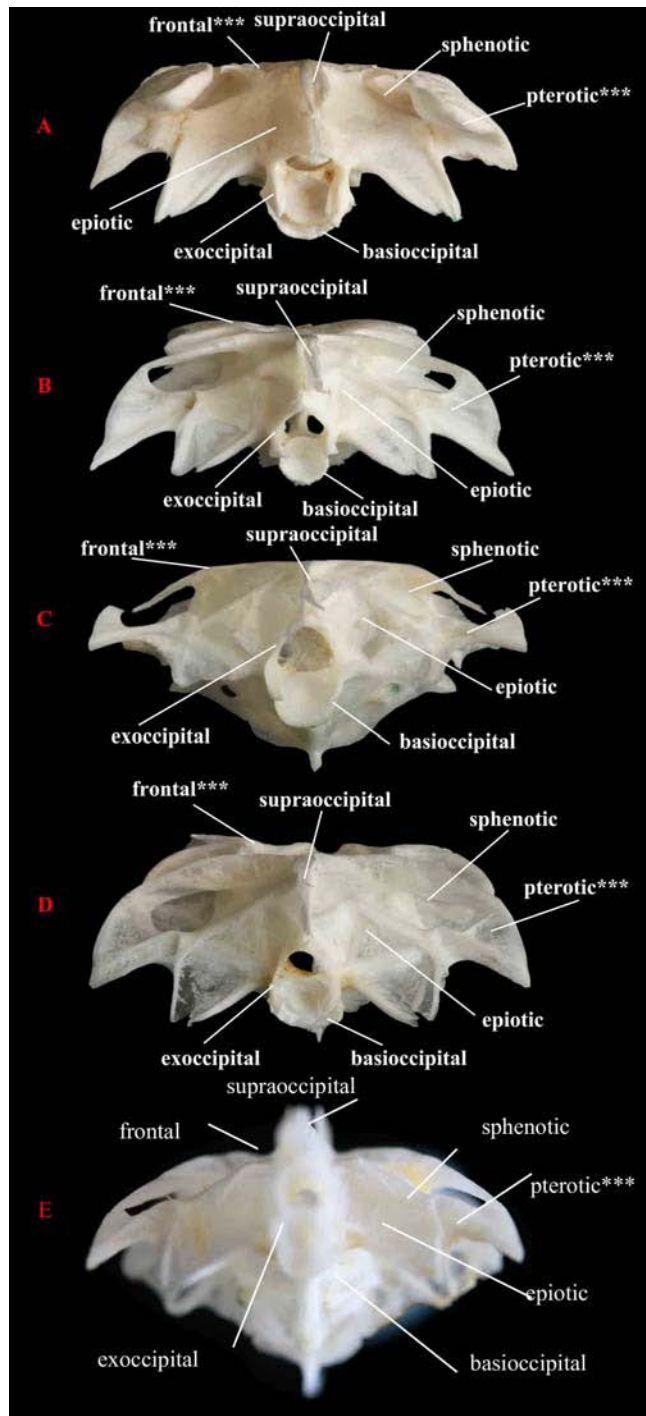 supraoccipital
frontal***
sphenotic
pterotic***
A
epiotic
exoccipital
basioccipital
supraoccipital
frontal***
sphenotic
pterotic***
B
exoccipital
epiotic
basioccipital
supraoccipital
frontal***
sphenotic
pterotic***
C
epiotic
exoccipital
basioccipital
frontal***
supraoccipital
sphenotic
pterotic***
D
epiotic
exoccipital
basioccipital
supraoccipital
frontal
sphenotic
pterotic***
E
epiotic
exoccipital
basioccipital